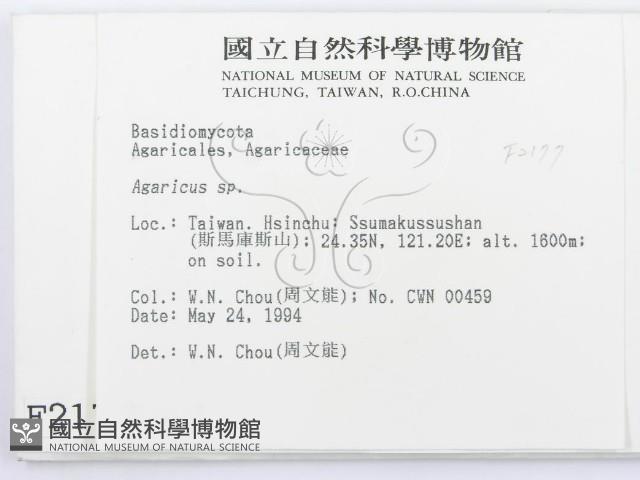 國立自然科學博物館
NATIONAL MUSEUM OF NATURAL SCIENCE
TAICHUNG, TAIWAN, R.O.CHINA
Basidiomycota
Agaricales, Agaricaceae
F2177
Agaricus sp.
Loc.: Taiwan. Hsinchu; Ssumakussushan
(斯馬庫斯山); 24.35N, 121.20E; alt. 1600m;
on soil.
Col.: W.N. Chou(周文能); No. CWN 00459
Date: May 24, 1994
Det.: W.N. Chou(周文能)
國立自然科學博物館
NATIONAL MUSEUM OF NATURAL SCIENCE